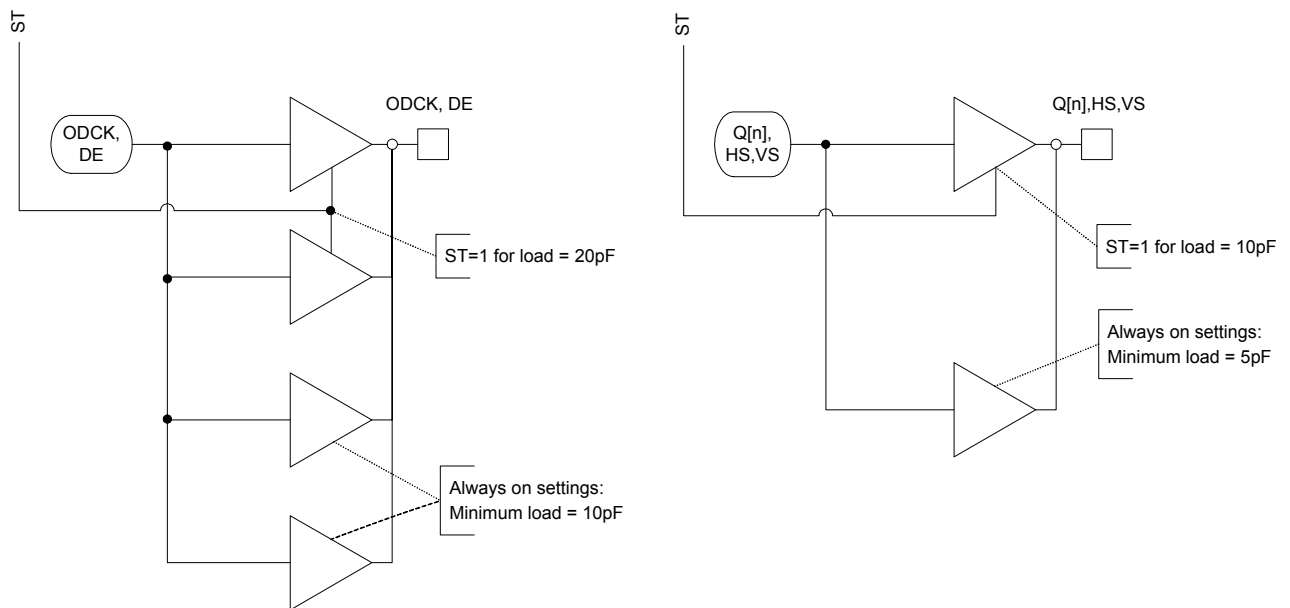 ST
ODCK,
DE
ODCK, DE
ST=1 for load = 20pF
Always on settings:
Minimum load = 10pF
ST
Q[n],
HS,VS
Q[n],HS,VS
ST=1 for load = 10pF
Always on settings:
Minimum load = 5pF